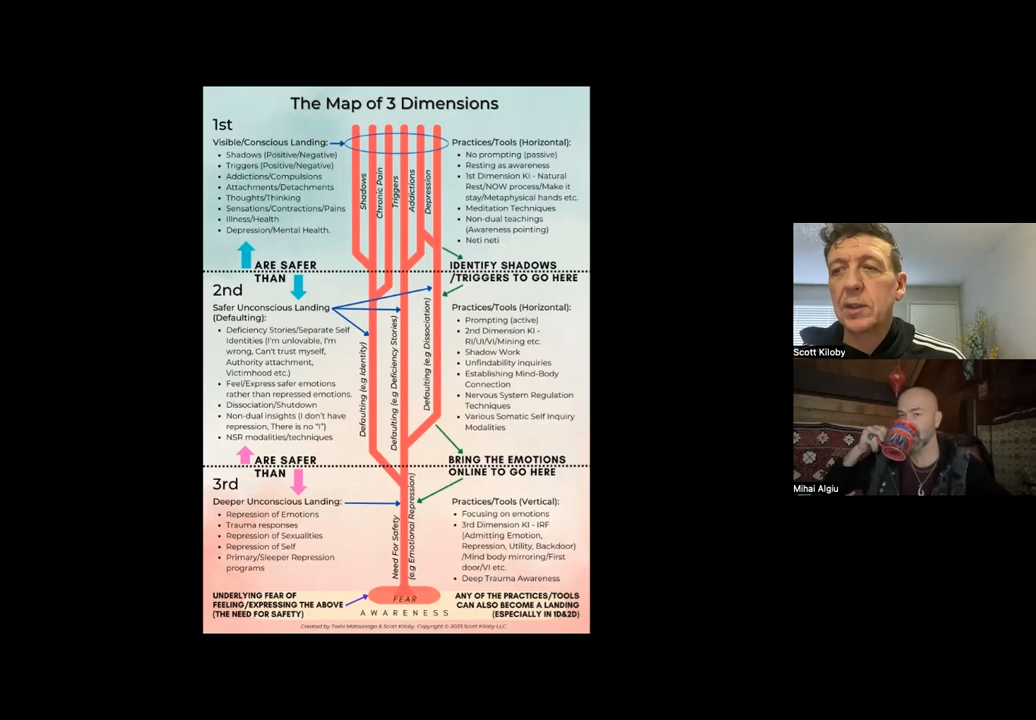 The Map of 3 Dimensions
1st
Visible/Conscious Landing:
Shadows (Positive/Negative)
Triggers (Positive/Negative)
Addictions/Compulsions
Attachments/Detachments
Thoughts/Thinking
Sensations/Contractions/Pains
Illness/Health
Depression/Mental Health.
Shadows
Chronic Pain
Triggers
Addictions
Depression
Practices/Tools (Horizontal):
No prompting (passive)
Resting as awareness
1st Dimension KI - Natural
Rest/NOW process/Make it
stay/Metaphysical hands etc.
Meditation Techniques
Non-dual teachings
(Awareness pointing)
Neti neti
ARE SAFER
THAN
IDENTIFY SHADOWS
/TRIGGERS TO GO HERE
2nd
Safer Unconscious Landing
(Defaulting):
Deficiency Stories/Separate Self
Identities (I'm unlovable, I'm
wrong, Can't trust myself,
Authority attachment,
Victimhood etc.)
Feel/Express safer emotions
rather than repressed emotions.
Dissociation/Shutdown
Non-dual insights (I don't have
repression, There is no "I")
NSR modalities/techniques
Defaulting (e.g Identity)
Defaulting (e.g Deficiency Stories)
Defaulting (e.g Dissociation)
Practices/Tools (Horizontal):
Prompting (active)
2nd Dimension KI -
RI/UI/VI/Mining etc.
Shadow Work
Unfindability inquiries
Establishing Mind-Body
Connection
Nervous System Regulation
Techniques
Various Somatic Self Inquiry
Modalities
ARE SAFER
THAN
BRING THE EMOTIONS
ONLINE TO GO HERE
3rd
Deeper Unconscious Landing:
Repression of Emotions
Trauma responses
Repression of Sexualities
Repression of Self
Primary/Sleeper Repression
programs
Need For Safety
(e.g Emotional Repression)
Practices/Tools (Vertical):
Focusing on emotions
3rd Dimension KI - IRF
(Admitting Emotion,
Repression, Utility, Backdoor)
/Mind body mirroring/First
door/VI etc.
Deep Trauma Awareness
UNDERLYING FEAR OF
FEELING/EXPRESSING THE ABOVE
(THE NEED FOR SAFETY)
FEAR
AWARENESS
ANY OF THE PRACTICES/TOOLS
CAN ALSO BECOME A LANDING
(ESPECIALLY IN 1D&2D)
Created by Toshi Matsunaga & Scott Kiloby Copyright © 2023 Scott Kiloby LLC
Scott Kiloby
Mihai Algiu